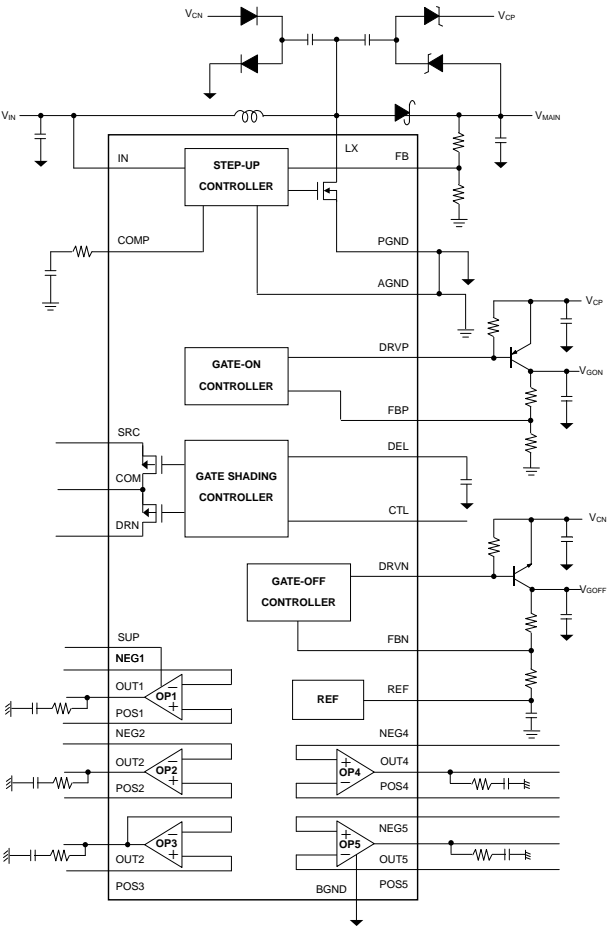 VCN
VCP
VIN
VMAIN
LX
IN
STEP-UP
CONTROLLER
FB
COMP
PGND
AGND
VCP
DRVP
GATE-ON
CONTROLLER
VGON
FBP
SRC
DEL
COM
GATE SHADING
CONTROLLER
CTL
DRN
VCN
DRVN
GATE-OFF
CONTROLLER
VGOFF
FBN
SUP
NEG1
OUT1
OP1
REF
REF
POS1
NEG2
NEG4
OUT2
OP2
OP4
OUT4
POS2
POS4
NEG5
OP3
OP5
OUT2
OUT5
POS3
BGND
POS5